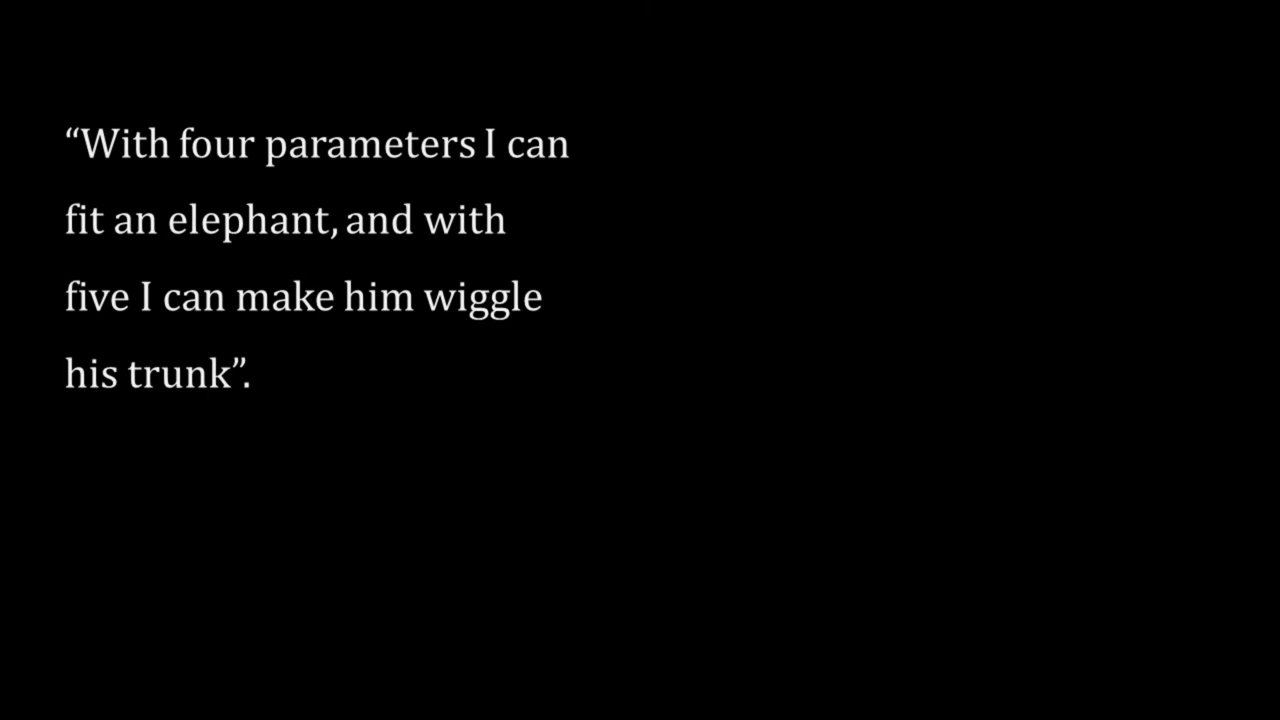 “With four parameters I can
fit an elephant, and with
five I can make him wiggle
his trunk”.